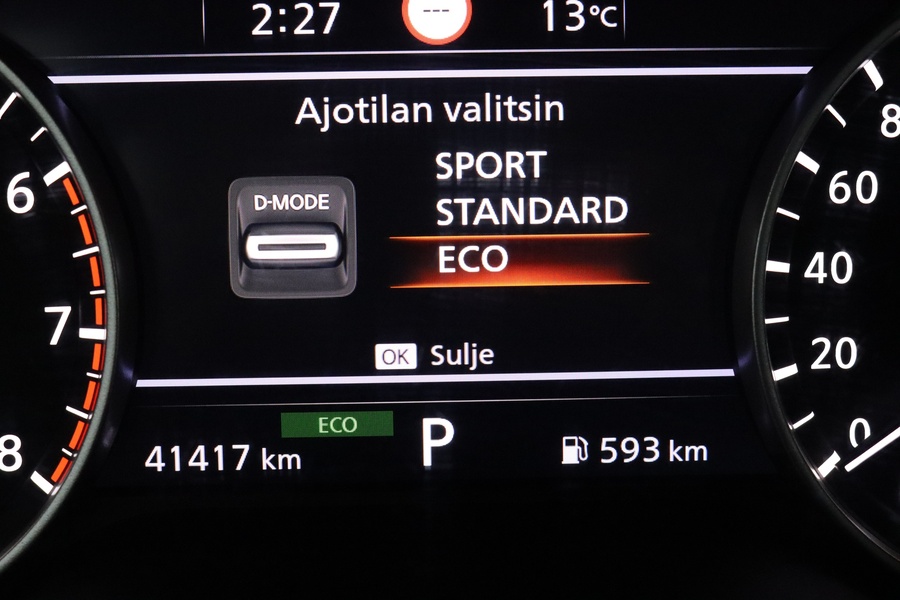 2:27
---
13°C
Ajotilan valitsin
D-MODE
SPORT
STANDARD
ECO
OK Sulje
6
7
8
8
60
40
20
0
ECO
41417 km
P
593 km